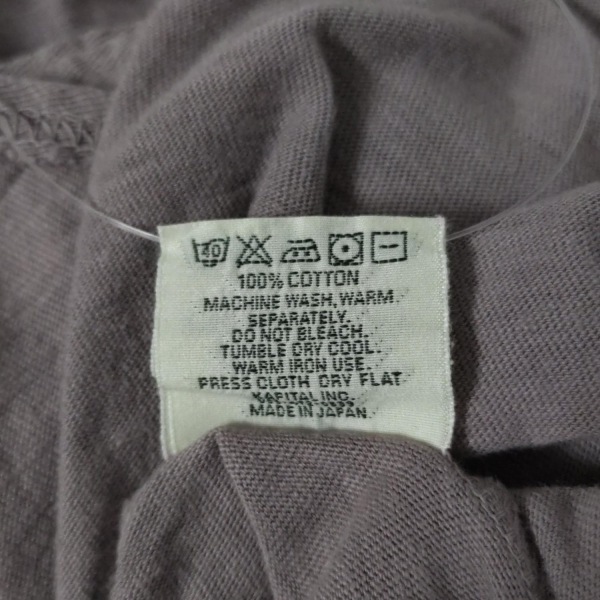 40
100% COTTON
MACHINE WASH, WARM.
SEPARATELY.
DO NOT BLEACH.
TUMBLE DRY COOL.
WARM IRON USE.
PRESS CLOTH DRY FLAT
KAPITAL INC.
MADE IN JAPAN.